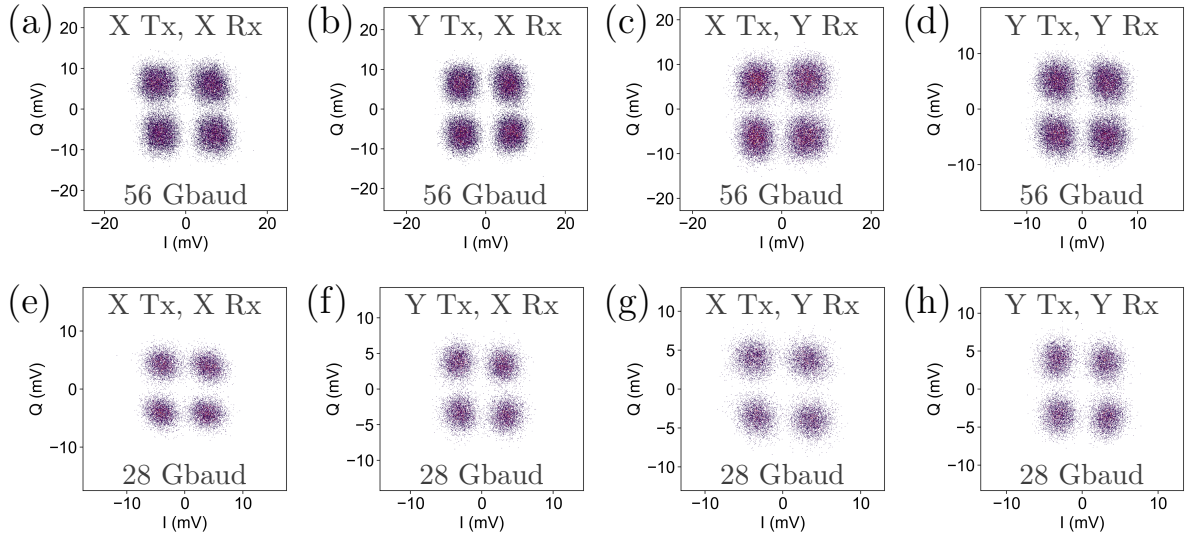 (a) X Tx, X Rx
20
10
0
−10
−20
Q (mV)
56 Gbaud
−20 0 20
I (mV)
(b) Y Tx, X Rx
20
10
0
−10
−20
Q (mV)
56 Gbaud
−20 0 20
I (mV)
(c) X Tx, Y Rx
20
10
0
−10
−20
Q (mV)
56 Gbaud
−20 0 20
I (mV)
(d) Y Tx, Y Rx
10
0
−10
Q (mV)
56 Gbaud
−10 0 10
I (mV)
(e) X Tx, X Rx
10
0
−10
Q (mV)
28 Gbaud
−10 0 10
I (mV)
(f) Y Tx, X Rx
10
5
0
−5
−10
Q (mV)
28 Gbaud
−10 0 10
I (mV)
(g) X Tx, Y Rx
10
5
0
−5
−10
Q (mV)
28 Gbaud
−10 0 10
I (mV)
(h) Y Tx, Y Rx
10
5
0
−5
−10
Q (mV)
28 Gbaud
−10 0 10
I (mV)